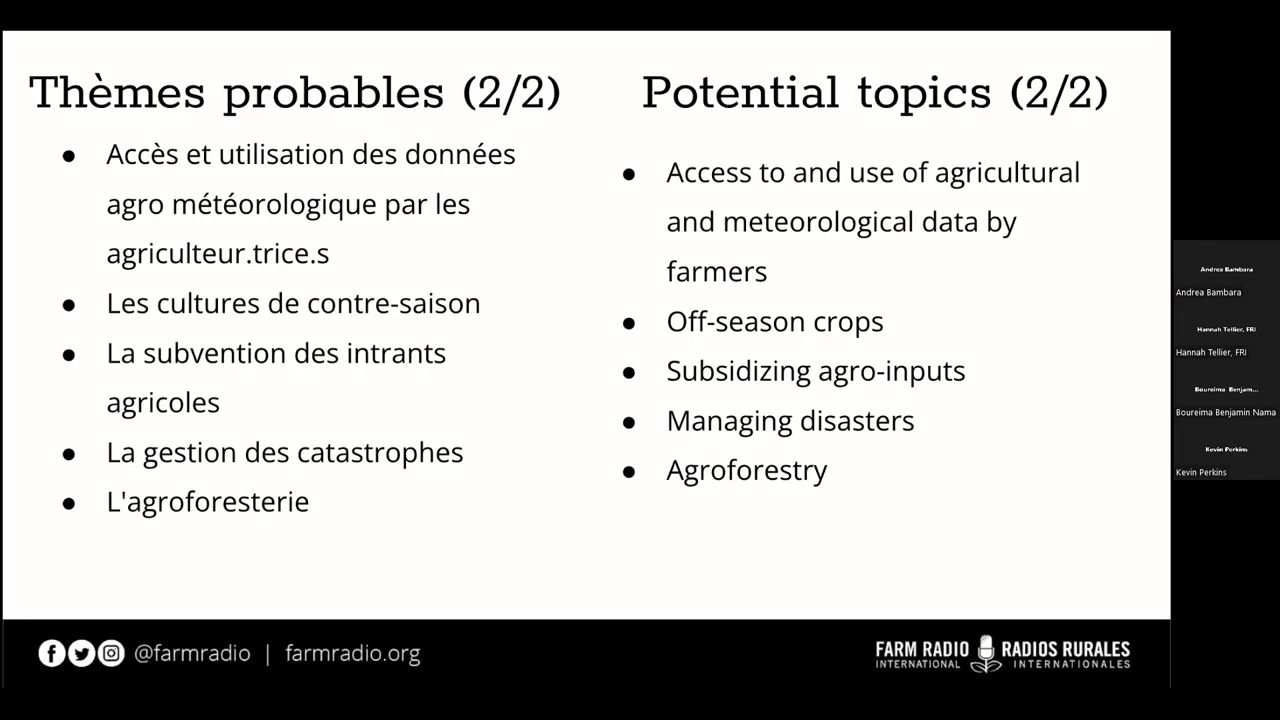 Thèmes probables (2/2)
● Accès et utilisation des données
agro météorologique par les
agriculteur.trice.s
● Les cultures de contre-saison
● La subvention des intrants
agricoles
● La gestion des catastrophes
● L'agroforesterie
Potential topics (2/2)
● Access to and use of agricultural
and meteorological data by
farmers
● Off-season crops
● Subsidizing agro-inputs
● Managing disasters
● Agroforestry
@farmradio | farmradio.org
FARM RADIO
INTERNATIONAL
RADIOS RURALES
INTERNATIONALES
Andrea Bambara
Andrea Bambara
Hannah Tellier, FRI
Hannah Tellier, FRI
Boureima Benjam...
Boureima Benjamin Nama
Kevin Perkins
Kevin Perkins